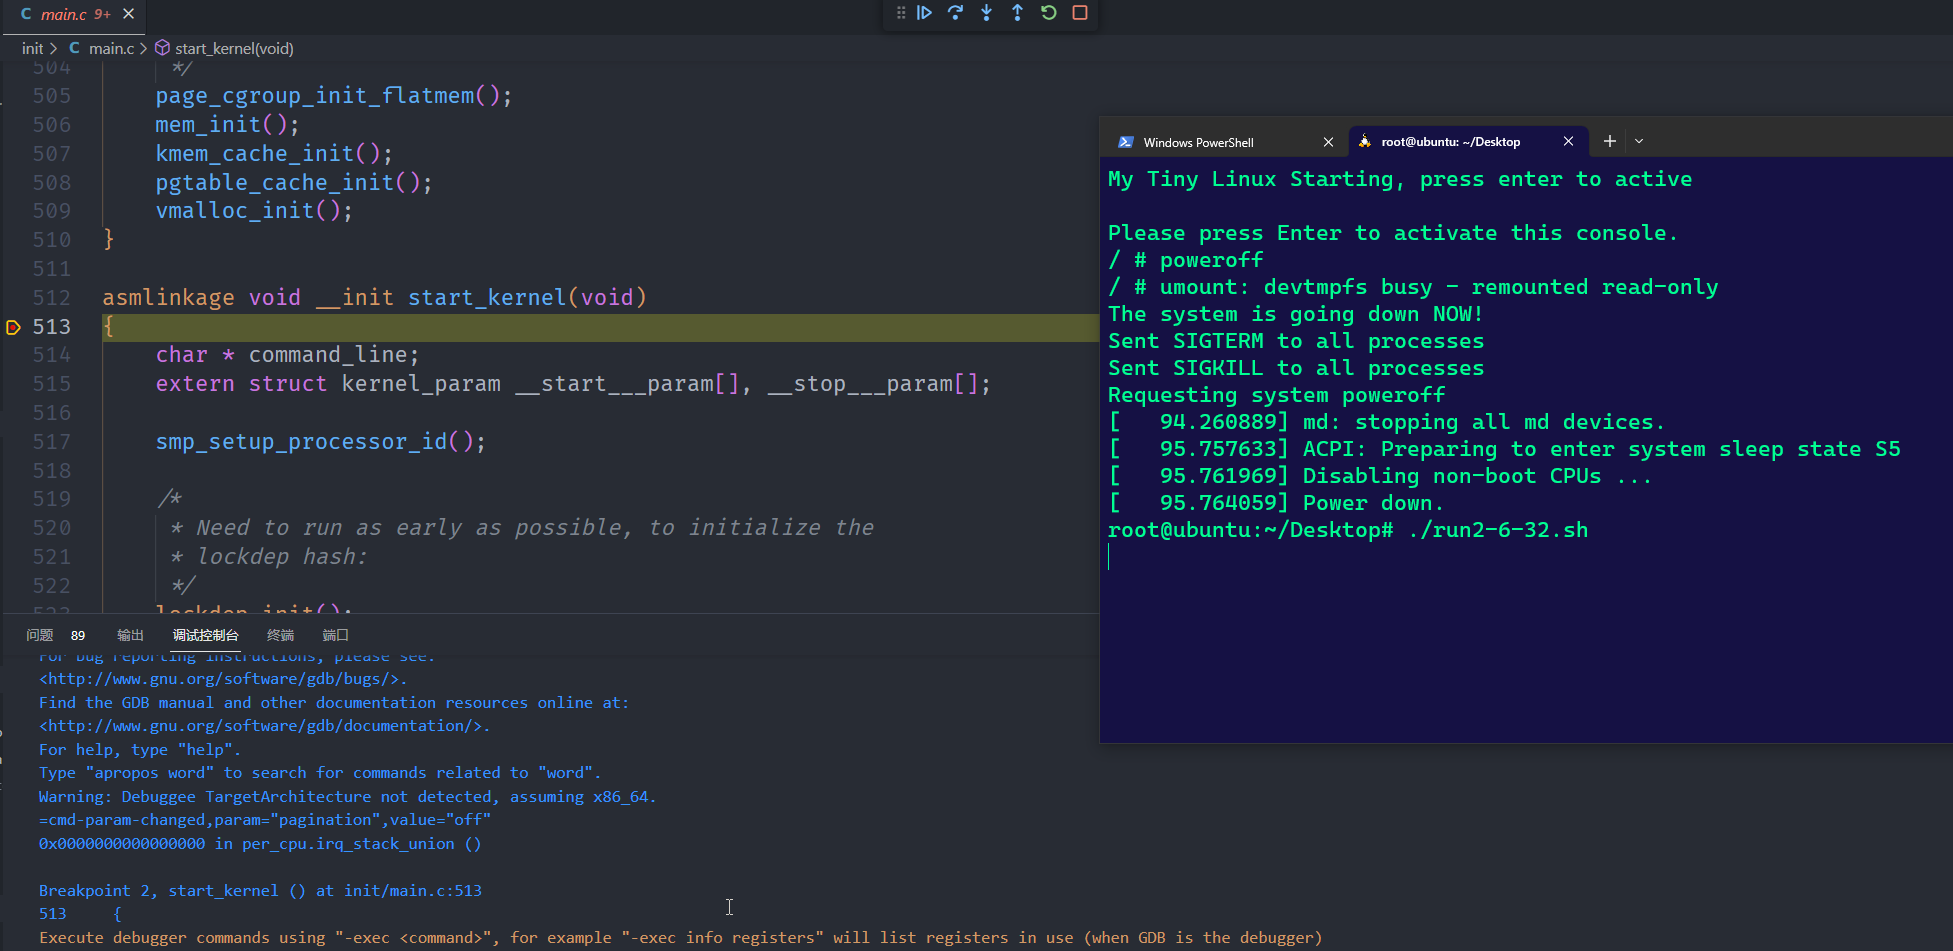 C main.c 9+ ×
init > C main.c > start_kernel(void)
504 */
505 page_cgroup_init_flatmem();
506 mem_init();
507 kmem_cache_init();
508 pgtable_cache_init();
509 vmalloc_init();
510 }
511
512 asmlinkage void __init start_kernel(void)
513 {
514 char * command_line;
515 extern struct kernel_param __start___param[], __stop___param[];
516
517 smp_setup_processor_id();
518
519 /*
520 * Need to run as early as possible, to initialize the
521 * lockdep hash:
522 */
523 lockdep_init();
问题 89 输出 调试控制台 终端 端口
For bug reporting instructions, please see:
<http://www.gnu.org/software/gdb/bugs/>.
Find the GDB manual and other documentation resources online at:
<http://www.gnu.org/software/gdb/documentation/>.
For help, type "help".
Type "apropos word" to search for commands related to "word".
Warning: Debuggee TargetArchitecture not detected, assuming x86_64.
=cmd-param-changed,param="pagination",value="off"
0x0000000000000000 in per_cpu.irq_stack_union ()
Breakpoint 2, start_kernel () at init/main.c:513
513 {
Execute debugger commands using "-exec <command>", for example "-exec info registers" will list registers in use (when GDB is the debugger)
Windows PowerShell × root@ubuntu: ~/Desktop × +
My Tiny Linux Starting, press enter to active
Please press Enter to activate this console.
/ # poweroff
/ # umount: devtmpfs busy - remounted read-only
The system is going down NOW!
Sent SIGTERM to all processes
Sent SIGKILL to all processes
Requesting system poweroff
[   94.260889] md: stopping all md devices.
[   95.757633] ACPI: Preparing to enter system sleep state S5
[   95.761969] Disabling non-boot CPUs ...
[   95.764059] Power down.
root@ubuntu:~/Desktop# ./run2-6-32.sh